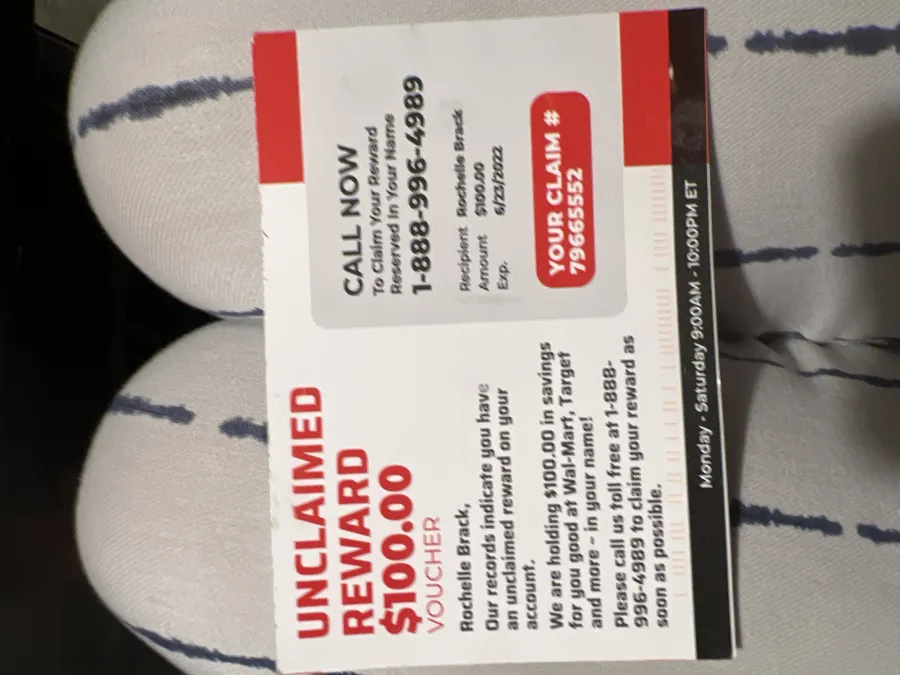 UNCLAIMED
REWARD
$100.00
VOUCHER
Rochelle Brack,
Our records indicate you have
an unclaimed reward on your
account.
We are holding $100.00 in savings
for you good at Wal-Mart, Target
and more – in your name!
Please call us toll free at 1-888-
996-4989 to claim your reward as
soon as possible.
CALL NOW
To Claim Your Reward
Reserved In Your Name
1-888-996-4989
Recipient Rochelle Brack
Amount $100.00
Exp. 6/23/2022
YOUR CLAIM #
79665552
Monday - Saturday 9:00AM - 10:00PM ET